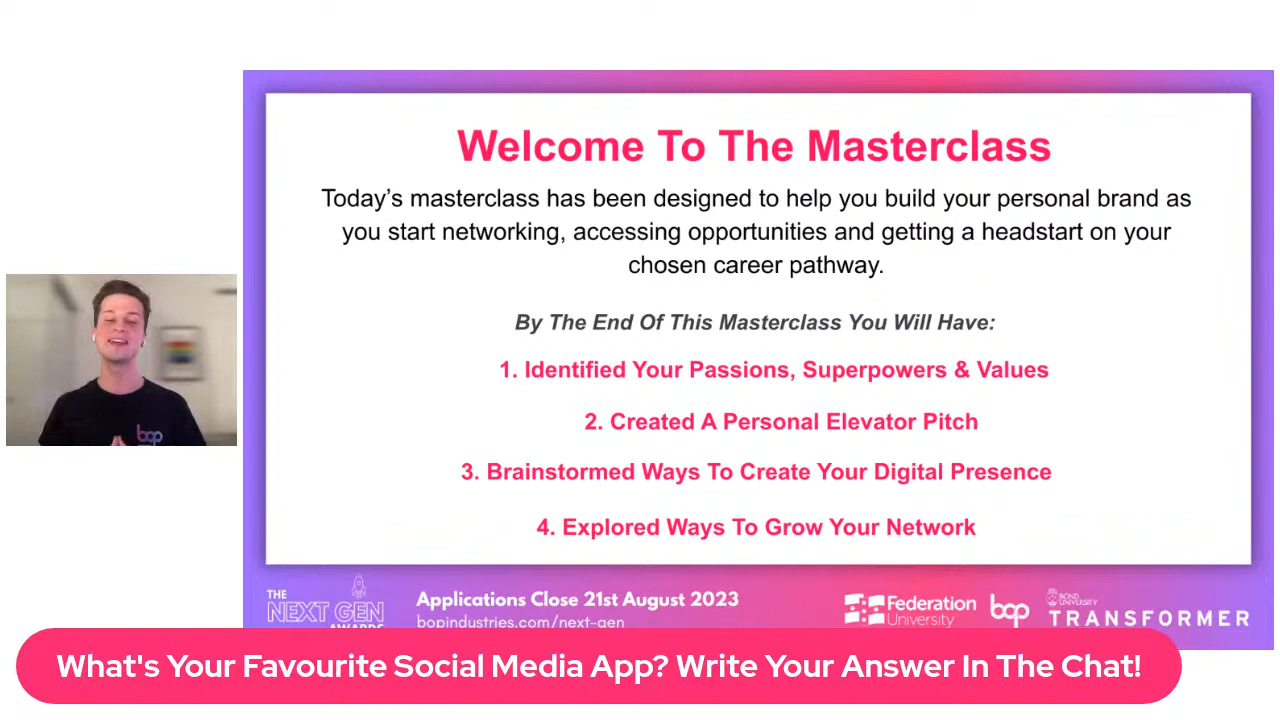 Welcome To The Masterclass
Today's masterclass has been designed to help you build your personal brand as
you start networking, accessing opportunities and getting a headstart on your
chosen career pathway.
By The End Of This Masterclass You Will Have:
1. Identified Your Passions, Superpowers & Values
2. Created A Personal Elevator Pitch
3. Brainstormed Ways To Create Your Digital Presence
4. Explored Ways To Grow Your Network
bop
THE
NEXT GEN
AWARDS
Applications Close 21st August 2023
bopindustries.com/next-gen
Federation
University
bop
BOND
UNIVERSITY
TRANSFORMER
What's Your Favourite Social Media App? Write Your Answer In The Chat!